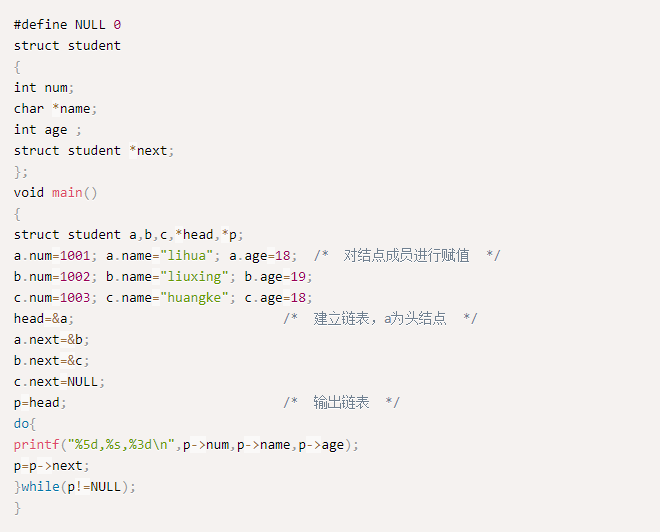 #define NULL 0
struct student
{
int num;
char *name;
int age ;
struct student *next;
};
void main()
{
struct student a,b,c,*head,*p;
a.num=1001; a.name="lihua"; a.age=18;  /*  对结点成员进行赋值  */
b.num=1002; b.name="liuxing"; b.age=19;
c.num=1003; c.name="huangke"; c.age=18;
head=&a;                           /*  建立链表，a为头结点  */
a.next=&b;
b.next=&c;
c.next=NULL;
p=head;                            /*  输出链表  */
do{
printf("%5d,%s,%3d\n",p->num,p->name,p->age);
p=p->next;
}while(p!=NULL);
}